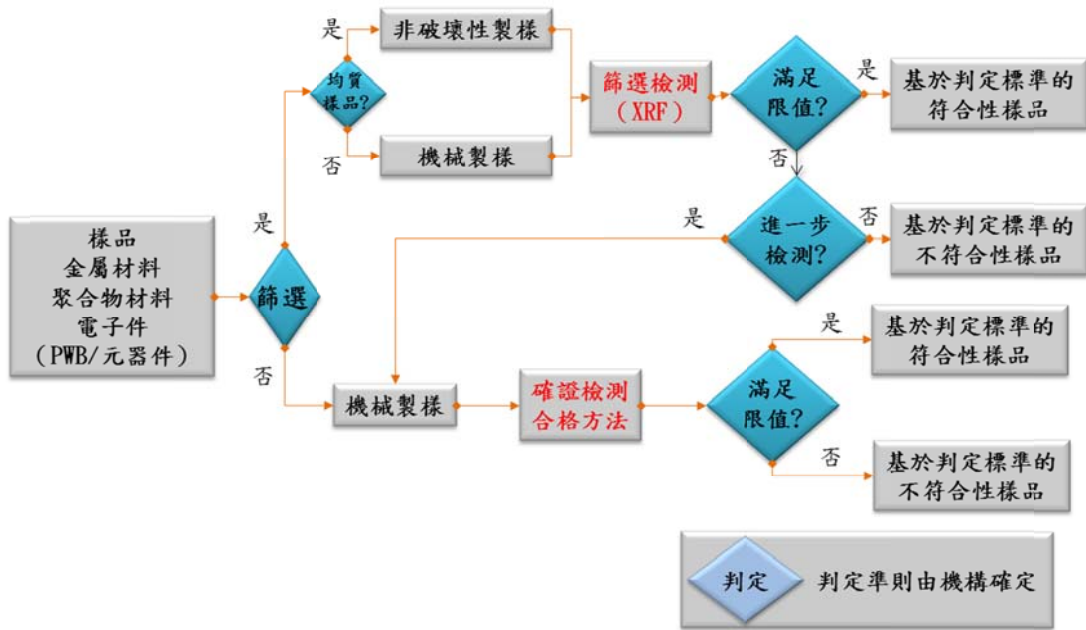 是
非破壞性製樣
均質
樣品?
篩選檢測
(XRF)
滿足
限值?
是
基於判定標準的
符合性樣品
否
機械製樣
否
是
是
進一步
檢測?
否
基於判定標準的
不符合性樣品
樣品
金屬材料
聚合物材料
電子件
(PWB/元器件)
篩選
否
機械製樣
確證檢測
合格方法
滿足
限值?
是
基於判定標準的
符合性樣品
否
基於判定標準的
不符合性樣品
判定
判定準則由機構確定